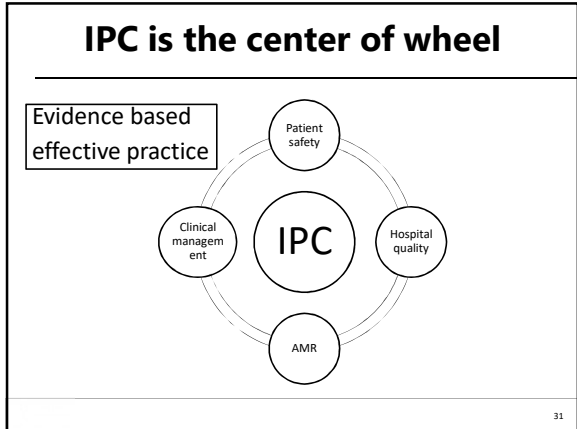 IPC is the center of wheel
Evidence based
effective practice
Patient
safety
Clinical
managem
ent
IPC
Hospital
quality
AMR
31